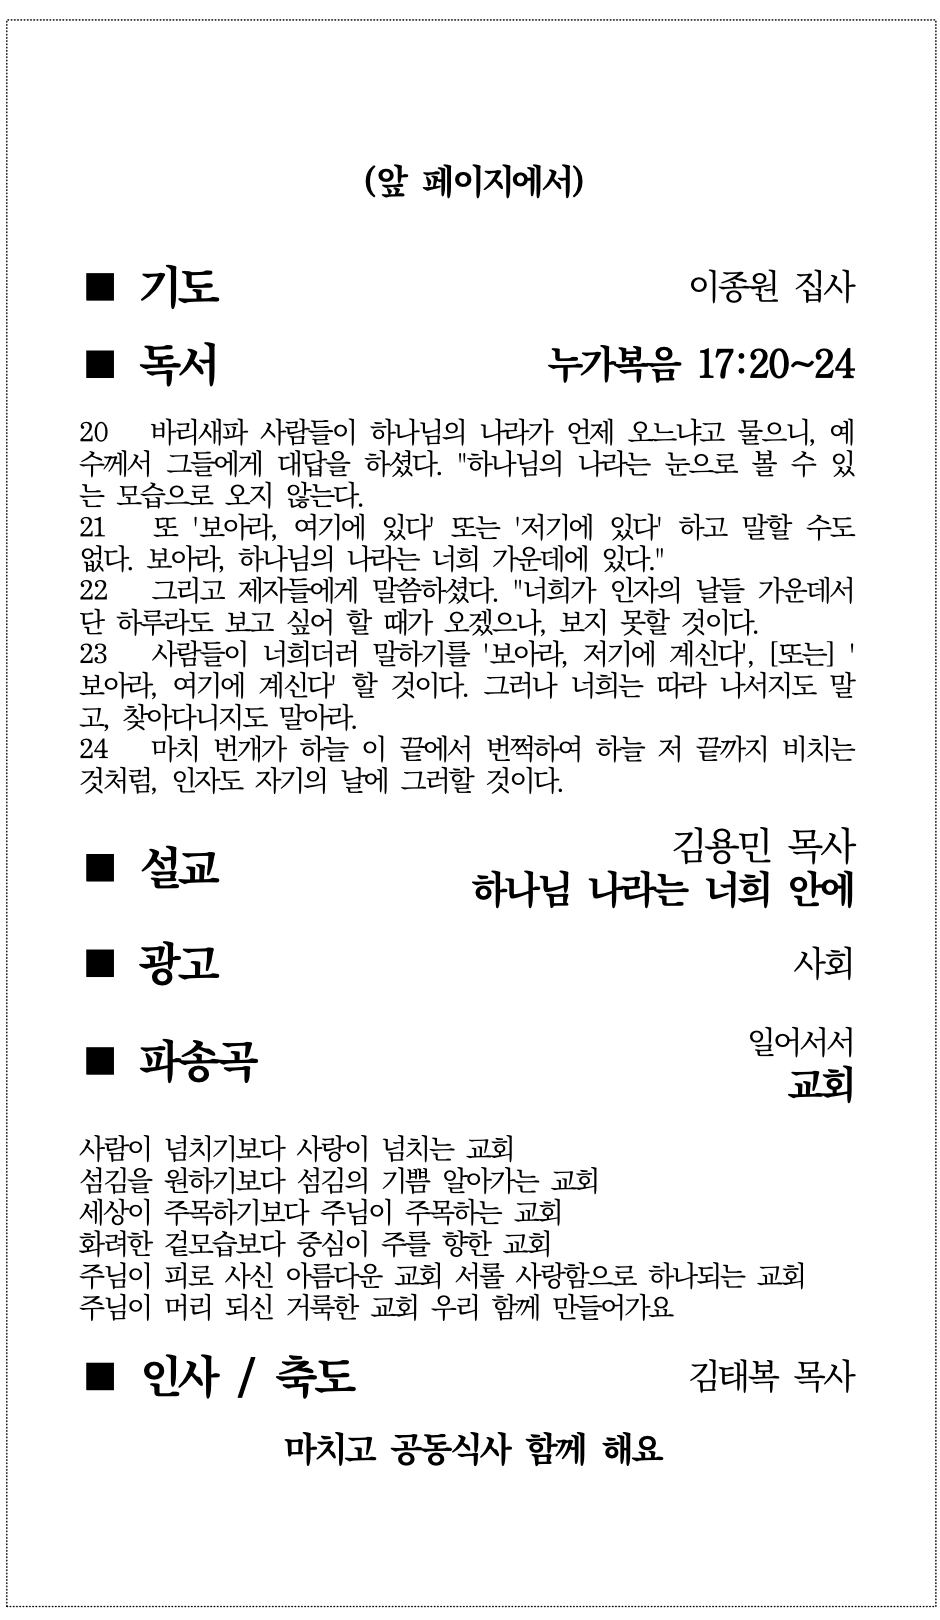 (앞 페이지에서)
■ 기도 이종원 집사
■ 독서 누가복음 17:20~24
20 바리새파 사람들이 하나님의 나라가 언제 오느냐고 물으니, 예
수께서 그들에게 대답을 하셨다. "하나님의 나라는 눈으로 볼 수 있
는 모습으로 오지 않는다.
21 또 '보아라, 여기에 있다' 또는 '저기에 있다' 하고 말할 수도
없다. 보아라, 하나님의 나라는 너희 가운데에 있다."
22 그리고 제자들에게 말씀하셨다. "너희가 인자의 날들 가운데서
단 하루라도 보고 싶어 할 때가 오겠으나, 보지 못할 것이다.
23 사람들이 너희더러 말하기를 '보아라, 저기에 계신다', [또는] '
보아라, 여기에 계신다' 할 것이다. 그러나 너희는 따라 나서지도 말
고, 찾아다니지도 말아라.
24 마치 번개가 하늘 이 끝에서 번쩍하여 하늘 저 끝까지 비치는
것처럼, 인자도 자기의 날에 그러할 것이다.
■ 설교 김용민 목사
하나님 나라는 너희 안에
■ 광고 사회
■ 파송곡 일어서서
교회
사람이 넘치기보다 사랑이 넘치는 교회
섬김을 원하기보다 섬김의 기쁨 알아가는 교회
세상이 주목하기보다 주님이 주목하는 교회
화려한 겉모습보다 중심이 주를 향한 교회
주님이 피로 사신 아름다운 교회 서롤 사랑함으로 하나되는 교회
주님이 머리 되신 거룩한 교회 우리 함께 만들어가요
■ 인사 / 축도 김태복 목사
마치고 공동식사 함께 해요